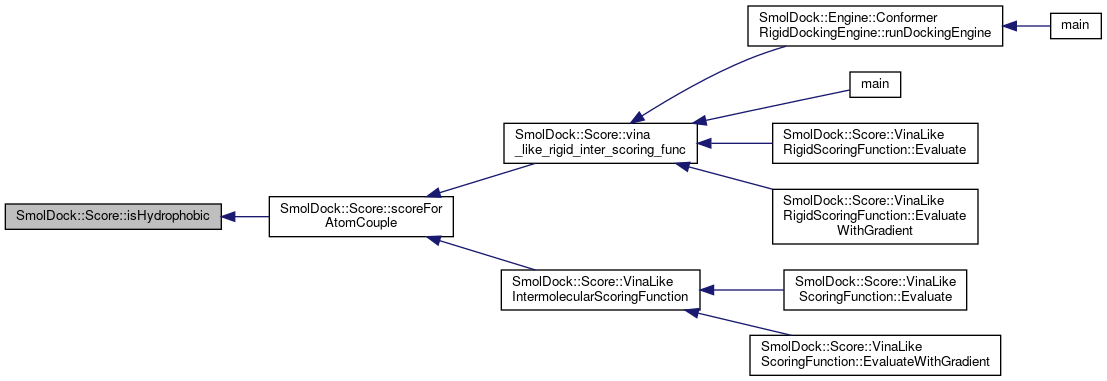 SmolDock::Engine::Conformer
RigidDockingEngine::runDockingEngine
main
main
SmolDock::Score::vina
_like_rigid_inter_scoring_func
SmolDock::Score::VinaLike
RigidScoringFunction::Evaluate
SmolDock::Score::VinaLike
RigidScoringFunction::Evaluate
WithGradient
SmolDock::Score::isHydrophobic
SmolDock::Score::scoreFor
AtomCouple
SmolDock::Score::VinaLike
IntermolecularScoringFunction
SmolDock::Score::VinaLike
ScoringFunction::Evaluate
SmolDock::Score::VinaLike
ScoringFunction::EvaluateWithGradient